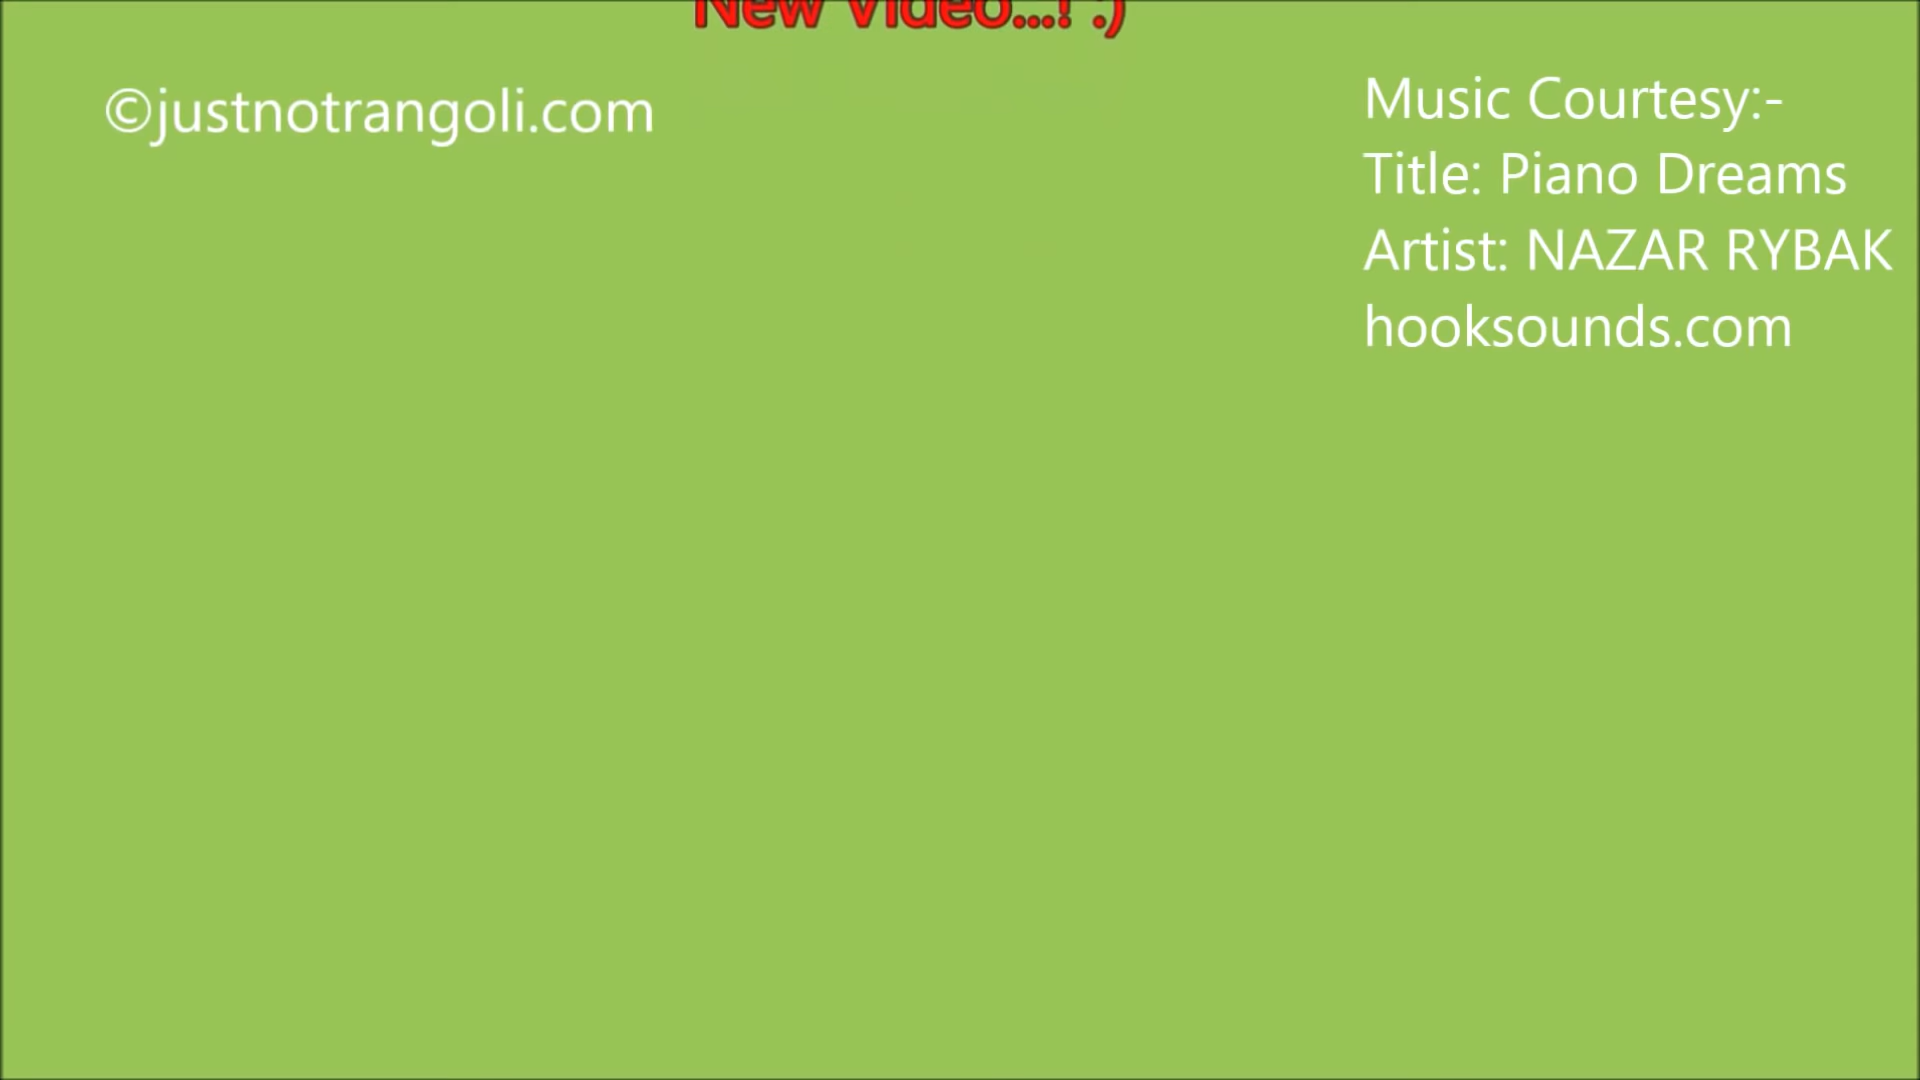 New Video...! :)
©justnotrangoli.com
Music Courtesy:-
Title: Piano Dreams
Artist: NAZAR RYBAK
hooksounds.com